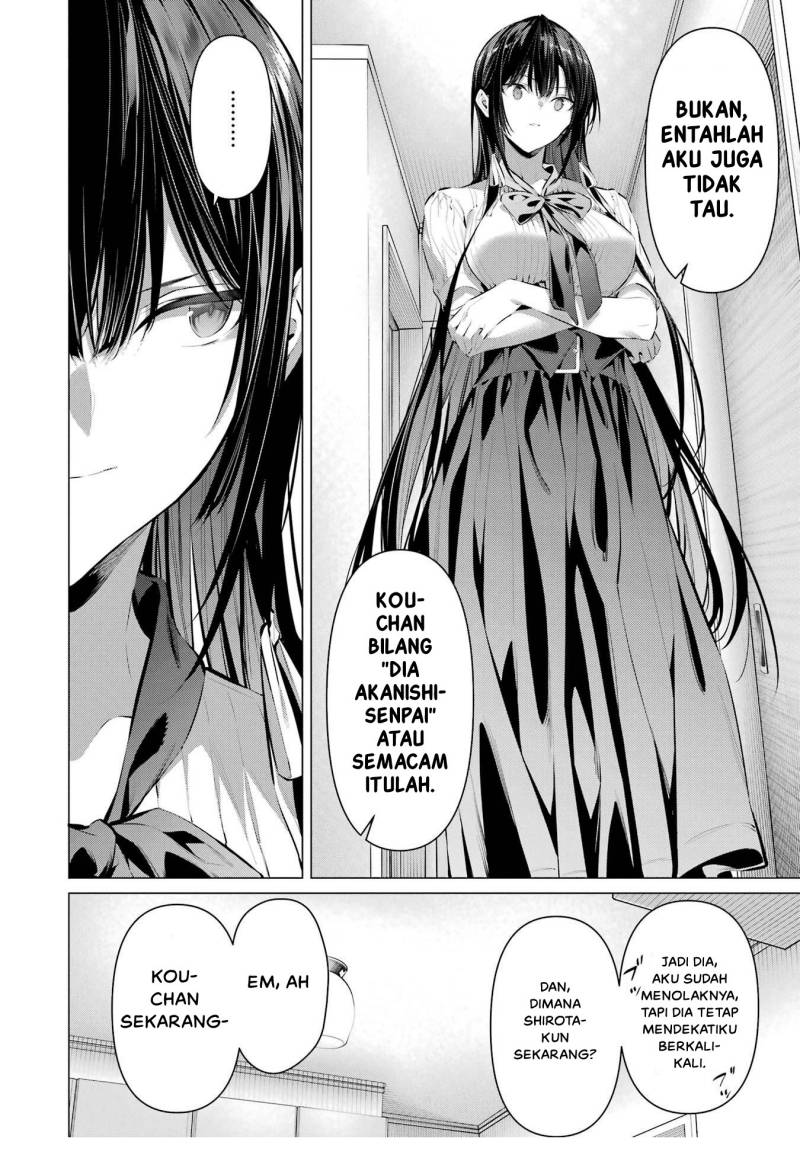 BUKAN,
ENTAHLAH
AKU JUGA
TIDAK
TAU.
KOU-
CHAN
BILANG
"DIA
AKANISHI-
SENPAI"
ATAU
SEMACAM
ITULAH.
.........
JADI DIA,
AKU SUDAH
MENOLAKNYA,
TAPI DIA TETAP
MENDEKATIKU
BERKALI-
KALI.
DAN,
DIMANA
SHIROTA-
KUN
SEKARANG?
EM, AH
KOU-
CHAN
SEKARANG-